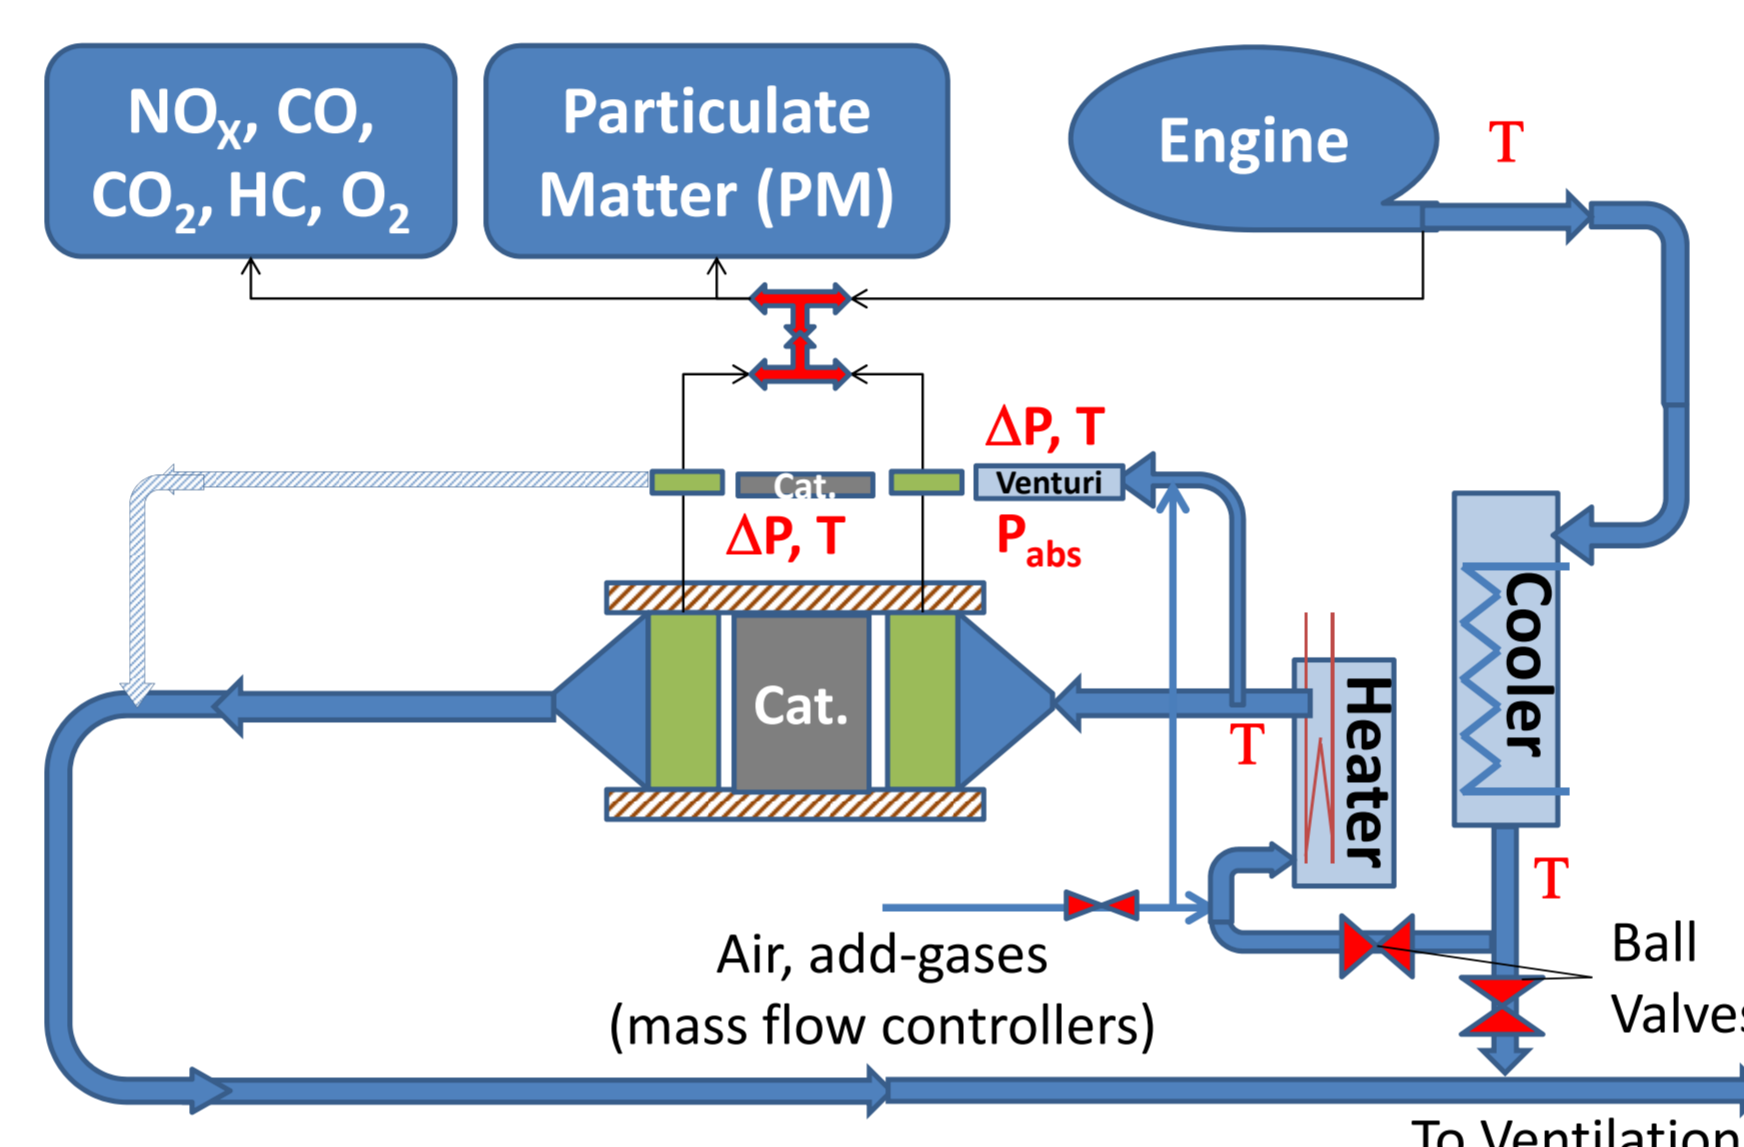 NOX, CO,
CO2, HC, O2
Particulate
Matter (PM)
Engine
T
ΔP, T
Cat.
Venturi
ΔP, T
Pabs
Cooler
Cat.
Heater
T
T
Air, add-gases
(mass flow controllers)
Ball
Valves
To Ventilation